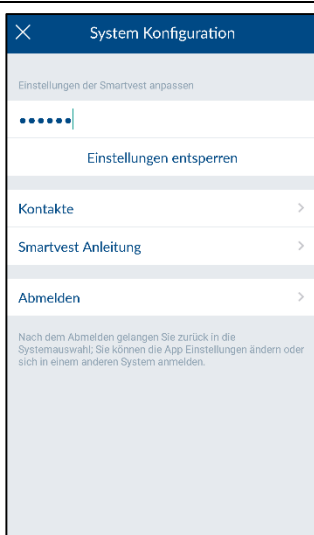 System Konfiguration
Einstellungen der Smartvest anpassen
••••••
Einstellungen entsperren
Kontakte
Smartvest Anleitung
Abmelden
Nach dem Abmelden gelangen Sie zurück in die
Systemauswahl; Sie können die App Einstellungen ändern oder
sich in einem anderen System anmelden.